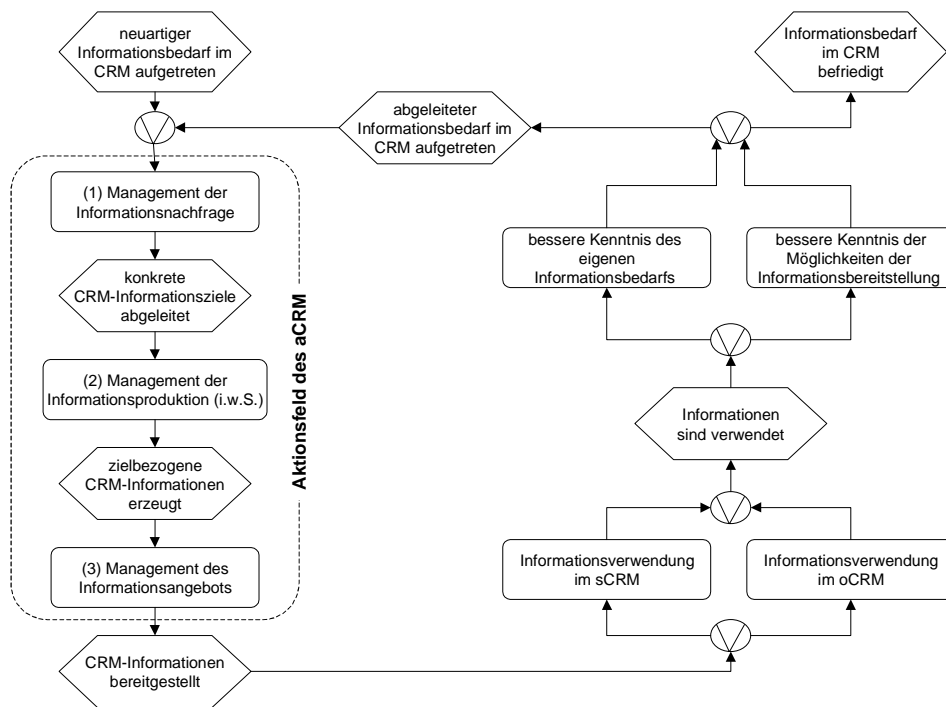 neuartiger
Informationsbedarf im
CRM aufgetreten
abgeleiteter
Informationsbedarf im
CRM aufgetreten
Informationsbedarf
im CRM
befriedigt
(1) Management der
Informationsnachfrage
konkrete
CRM-Informationsziele
abgeleitet
(2) Management der
Informationsproduktion (i.w.S.)
zielbezogene
CRM-Informationen
erzeugt
(3) Management des
Informationsangebots
Aktionsfeld des aCRM
CRM-Informationen
bereitgestellt
bessere Kenntnis des
eigenen
Informationsbedarfs
bessere Kenntnis der
Möglichkeiten der
Informationsbereitstellung
Informationen
sind verwendet
Informationsverwendung
im sCRM
Informationsverwendung
im oCRM